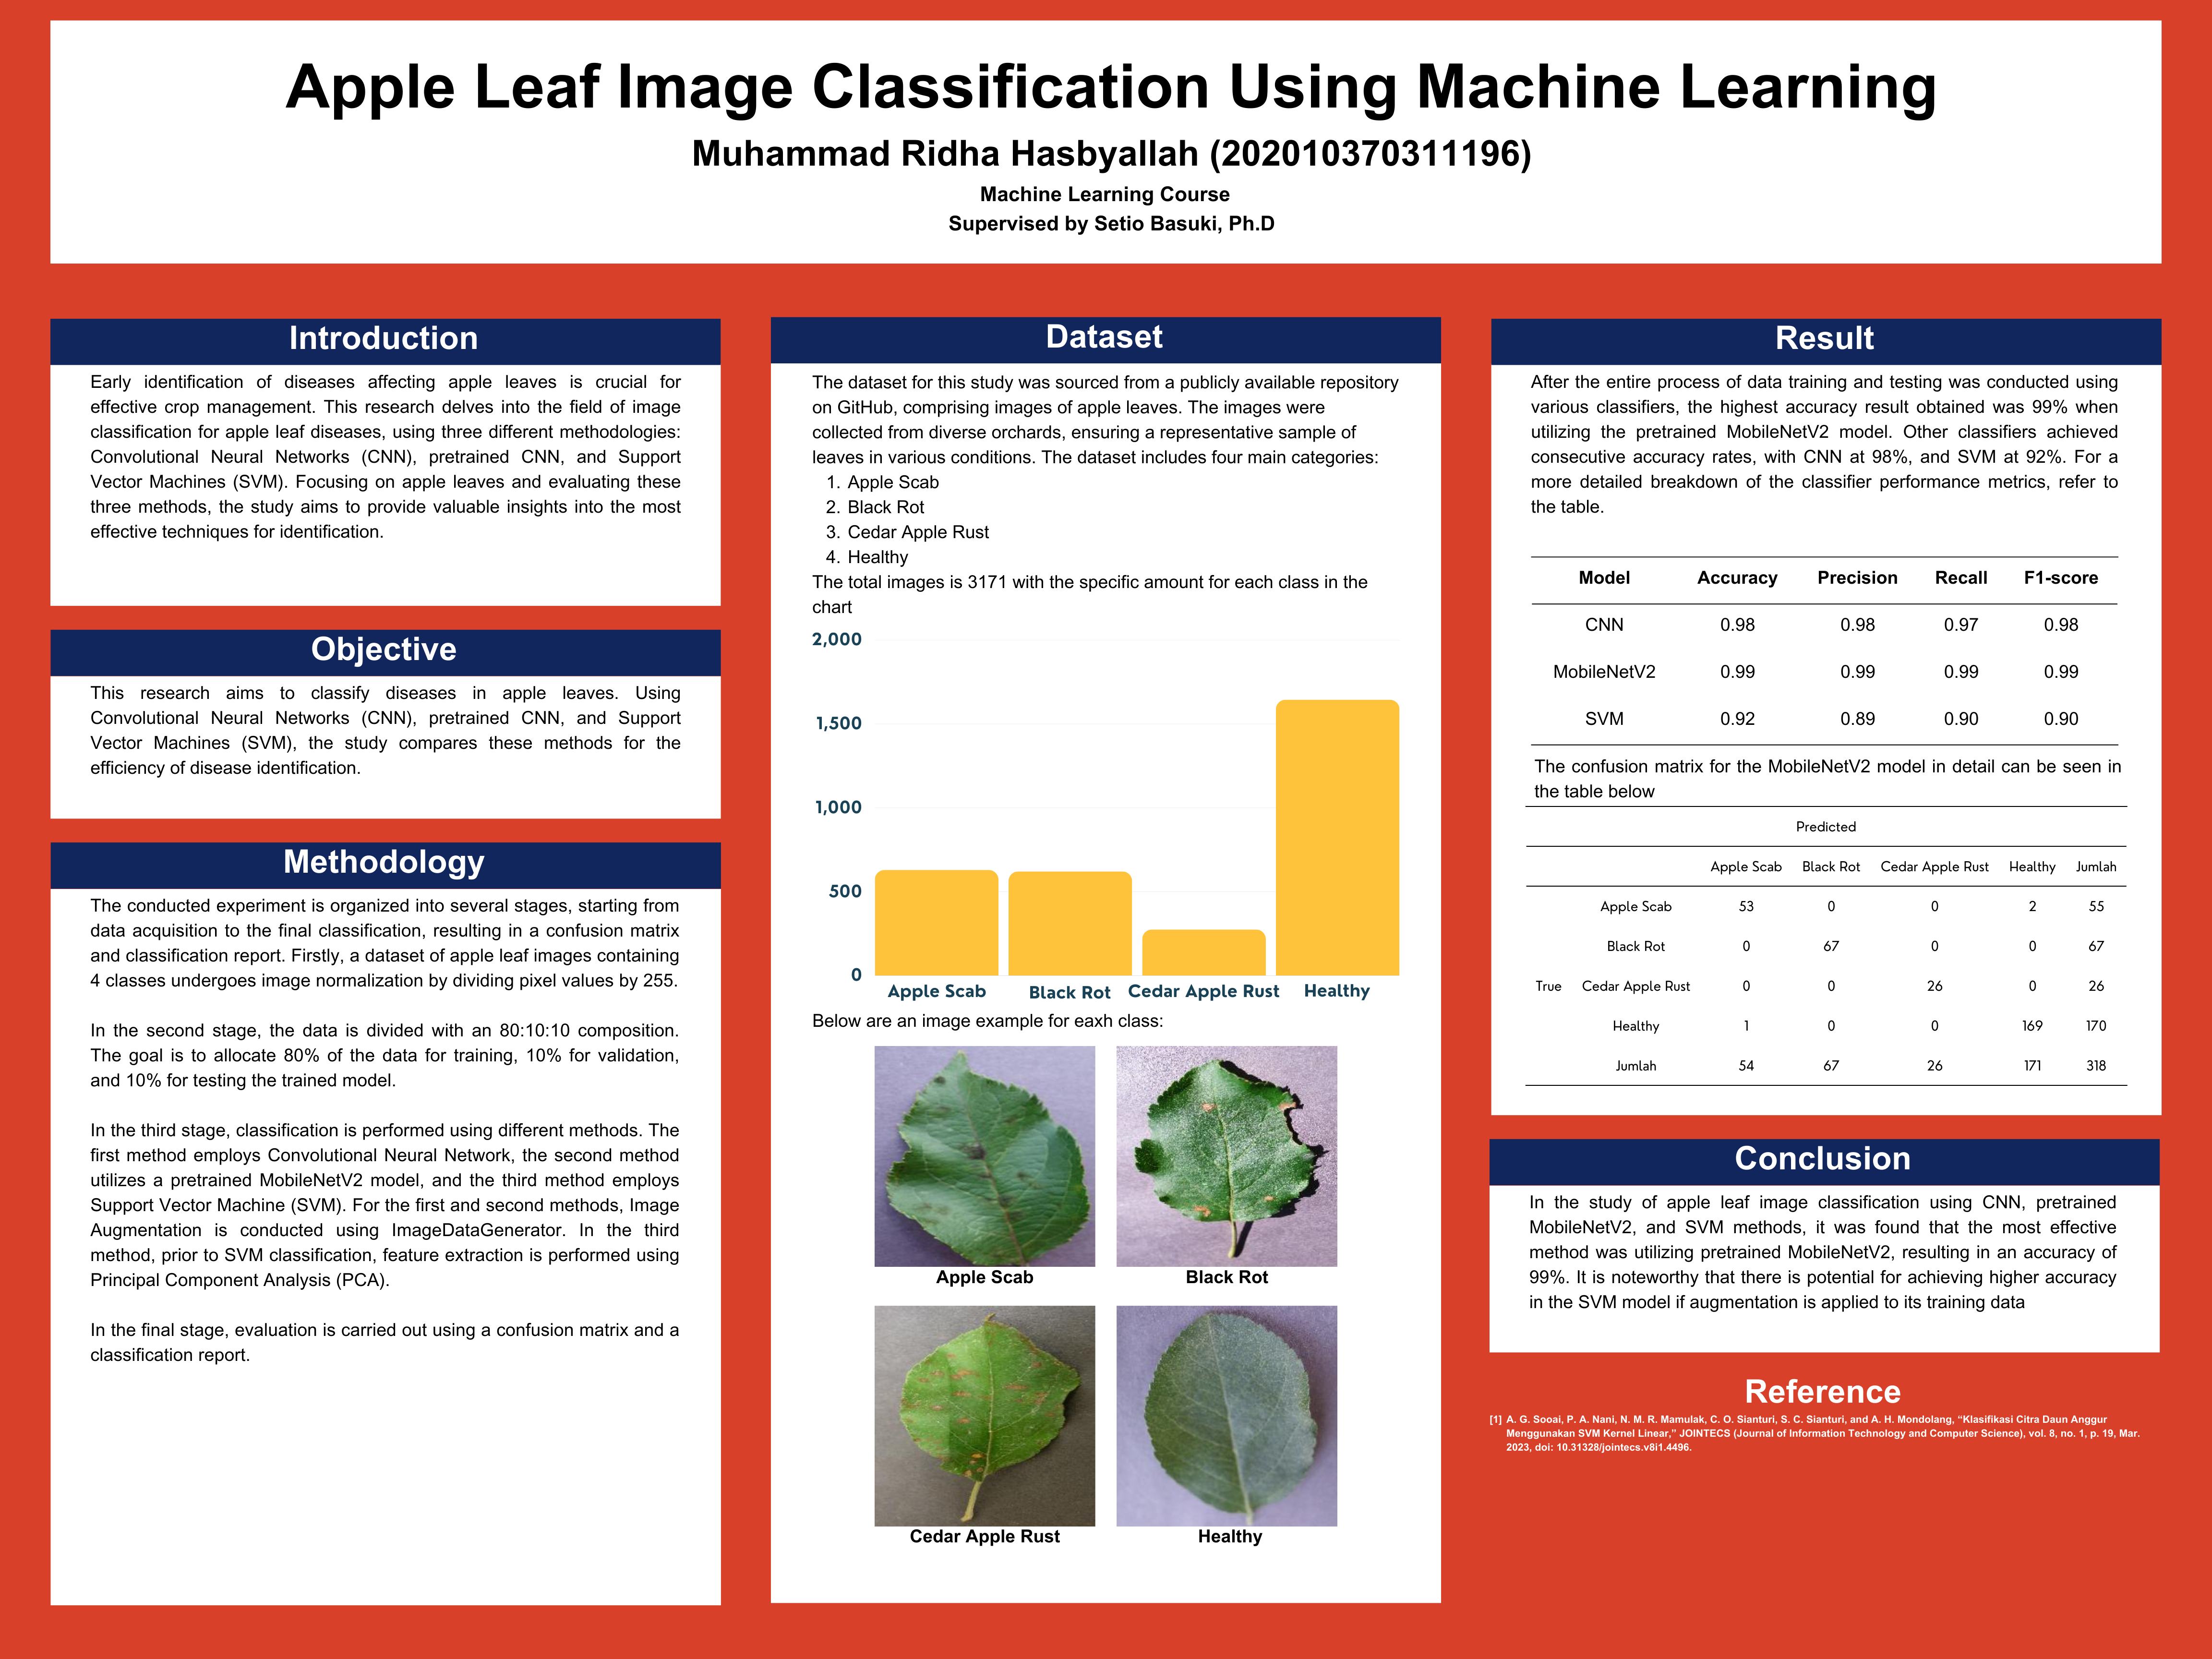 Apple Leaf Image Classification Using Machine Learning
Muhammad Ridha Hasbyallah (202010370311196)
Machine Learning Course
Supervised by Setio Basuki, Ph.D
Introduction
Early identification of diseases affecting apple leaves is crucial for
effective crop management. This research delves into the field of image
classification for apple leaf diseases, using three different methodologies:
Convolutional Neural Networks (CNN), pretrained CNN, and Support
Vector Machines (SVM). Focusing on apple leaves and evaluating these
three methods, the study aims to provide valuable insights into the most
effective techniques for identification.
Objective
This research aims to classify diseases in apple leaves. Using
Convolutional Neural Networks (CNN), pretrained CNN, and Support
Vector Machines (SVM), the study compares these methods for the
efficiency of disease identification.
Methodology
The conducted experiment is organized into several stages, starting from
data acquisition to the final classification, resulting in a confusion matrix
and classification report. Firstly, a dataset of apple leaf images containing
4 classes undergoes image normalization by dividing pixel values by 255.
In the second stage, the data is divided with an 80:10:10 composition.
The goal is to allocate 80% of the data for training, 10% for validation,
and 10% for testing the trained model.
In the third stage, classification is performed using different methods. The
first method employs Convolutional Neural Network, the second method
utilizes a pretrained MobileNetV2 model, and the third method employs
Support Vector Machine (SVM). For the first and second methods, Image
Augmentation is conducted using ImageDataGenerator. In the third
method, prior to SVM classification, feature extraction is performed using
Principal Component Analysis (PCA).
In the final stage, evaluation is carried out using a confusion matrix and a
classification report.
Dataset
The dataset for this study was sourced from a publicly available repository
on GitHub, comprising images of apple leaves. The images were
collected from diverse orchards, ensuring a representative sample of
leaves in various conditions. The dataset includes four main categories:
1. Apple Scab
2. Black Rot
3. Cedar Apple Rust
4. Healthy
The total images is 3171 with the specific amount for each class in the
chart
2,000
1,500
1,000
500
0
Apple Scab Black Rot Cedar Apple Rust Healthy
Below are an image example for eaxh class:
Apple Scab Black Rot
Cedar Apple Rust Healthy
Result
After the entire process of data training and testing was conducted using
various classifiers, the highest accuracy result obtained was 99% when
utilizing the pretrained MobileNetV2 model. Other classifiers achieved
consecutive accuracy rates, with CNN at 98%, and SVM at 92%. For a
more detailed breakdown of the classifier performance metrics, refer to
the table.
Model Accuracy Precision Recall F1-score
CNN 0.98 0.98 0.97 0.98
MobileNetV2 0.99 0.99 0.99 0.99
SVM 0.92 0.89 0.90 0.90
The confusion matrix for the MobileNetV2 model in detail can be seen in
the table below
Predicted
Apple Scab Black Rot Cedar Apple Rust Healthy Jumlah
Apple Scab 53 0 0 2 55
Black Rot 0 67 0 0 67
True Cedar Apple Rust 0 0 26 0 26
Healthy 1 0 0 169 170
Jumlah 54 67 26 171 318
Conclusion
In the study of apple leaf image classification using CNN, pretrained
MobileNetV2, and SVM methods, it was found that the most effective
method was utilizing pretrained MobileNetV2, resulting in an accuracy of
99%. It is noteworthy that there is potential for achieving higher accuracy
in the SVM model if augmentation is applied to its training data
Reference
[1] A. G. Sooai, P. A. Nani, N. M. R. Mamulak, C. O. Sianturi, S. C. Sianturi, and A. H. Mondolang, “Klasifikasi Citra Daun Anggur
Menggunakan SVM Kernel Linear,” JOINTECS (Journal of Information Technology and Computer Science), vol. 8, no. 1, p. 19, Mar.
2023, doi: 10.31328/jointecs.v8i1.4496.